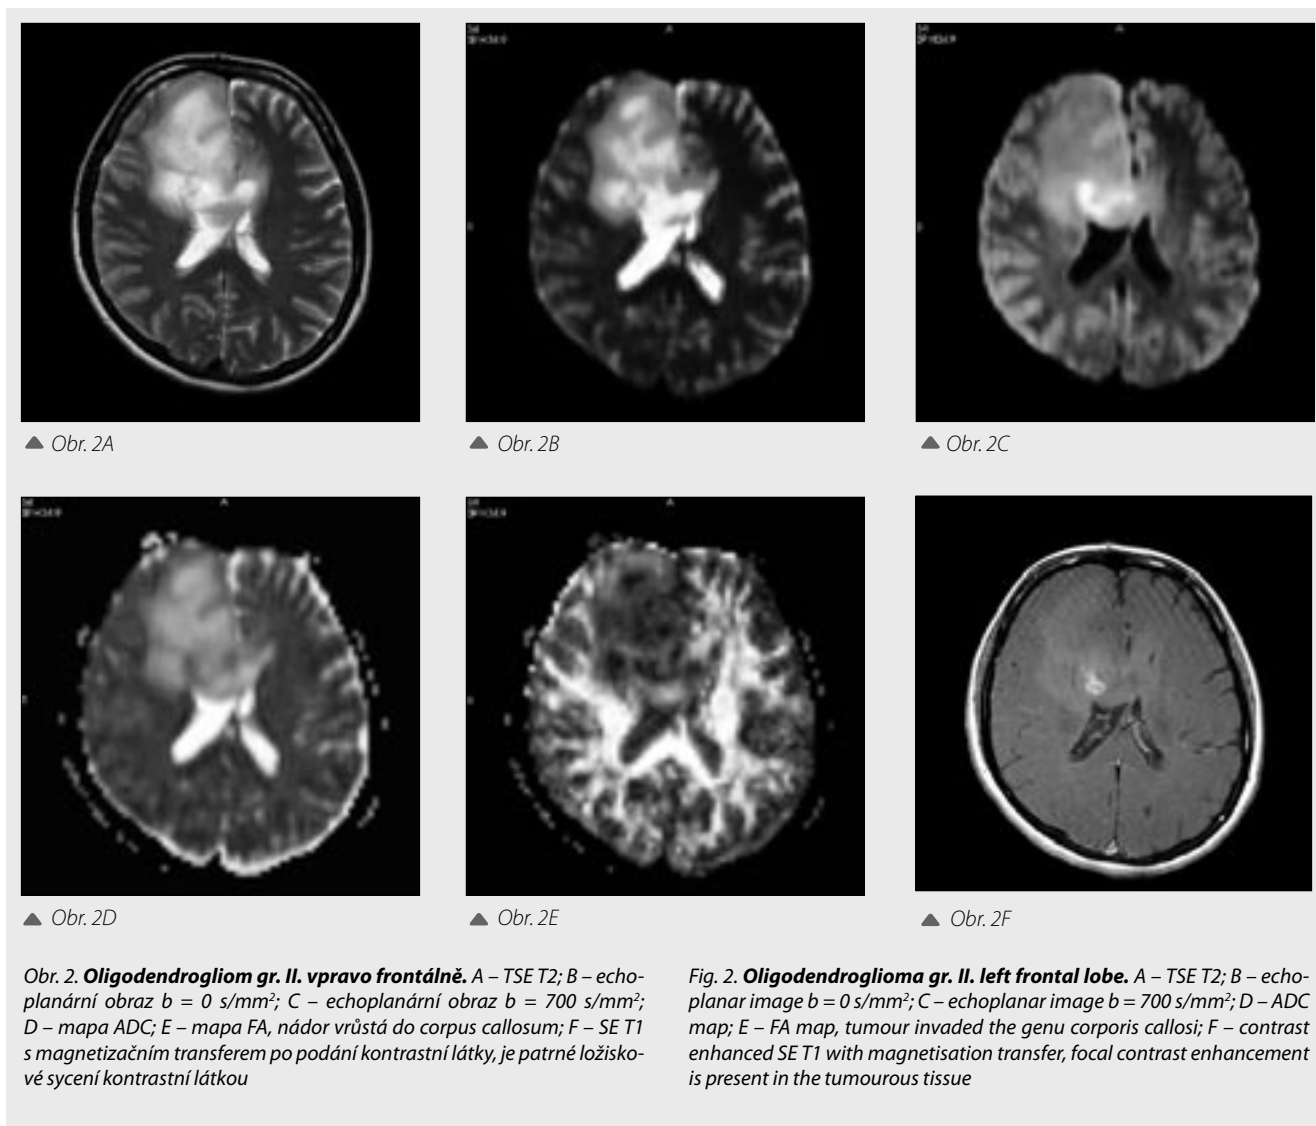 A
A
▲ Obr. 2A
▲ Obr. 2B
▲ Obr. 2C
A
▲ Obr. 2D
▲ Obr. 2E
▲ Obr. 2F
Obr. 2. Oligodendrogliom gr. II. vpravo frontálně. A – TSE T2; B – echo-
planární obraz b = 0 s/mm²; C – echoplanární obraz b = 700 s/mm²;
D – mapa ADC; E – mapa FA, nádor vrůstá do corpus callosum; F – SE T1
s magnetizačním transferem po podání kontrastní látky, je patrné ložisko-
vé sycení kontrastní látkou
Fig. 2. Oligodendroglioma gr. II. left frontal lobe. A – TSE T2; B – echo-
planar image b = 0 s/mm²; C – echoplanar image b = 700 s/mm²; D – ADC
map; E – FA map, tumour invaded the genu corporis callosi; F – contrast
enhanced SE T1 with magnetisation transfer, focal contrast enhancement
is present in the tumourous tissue